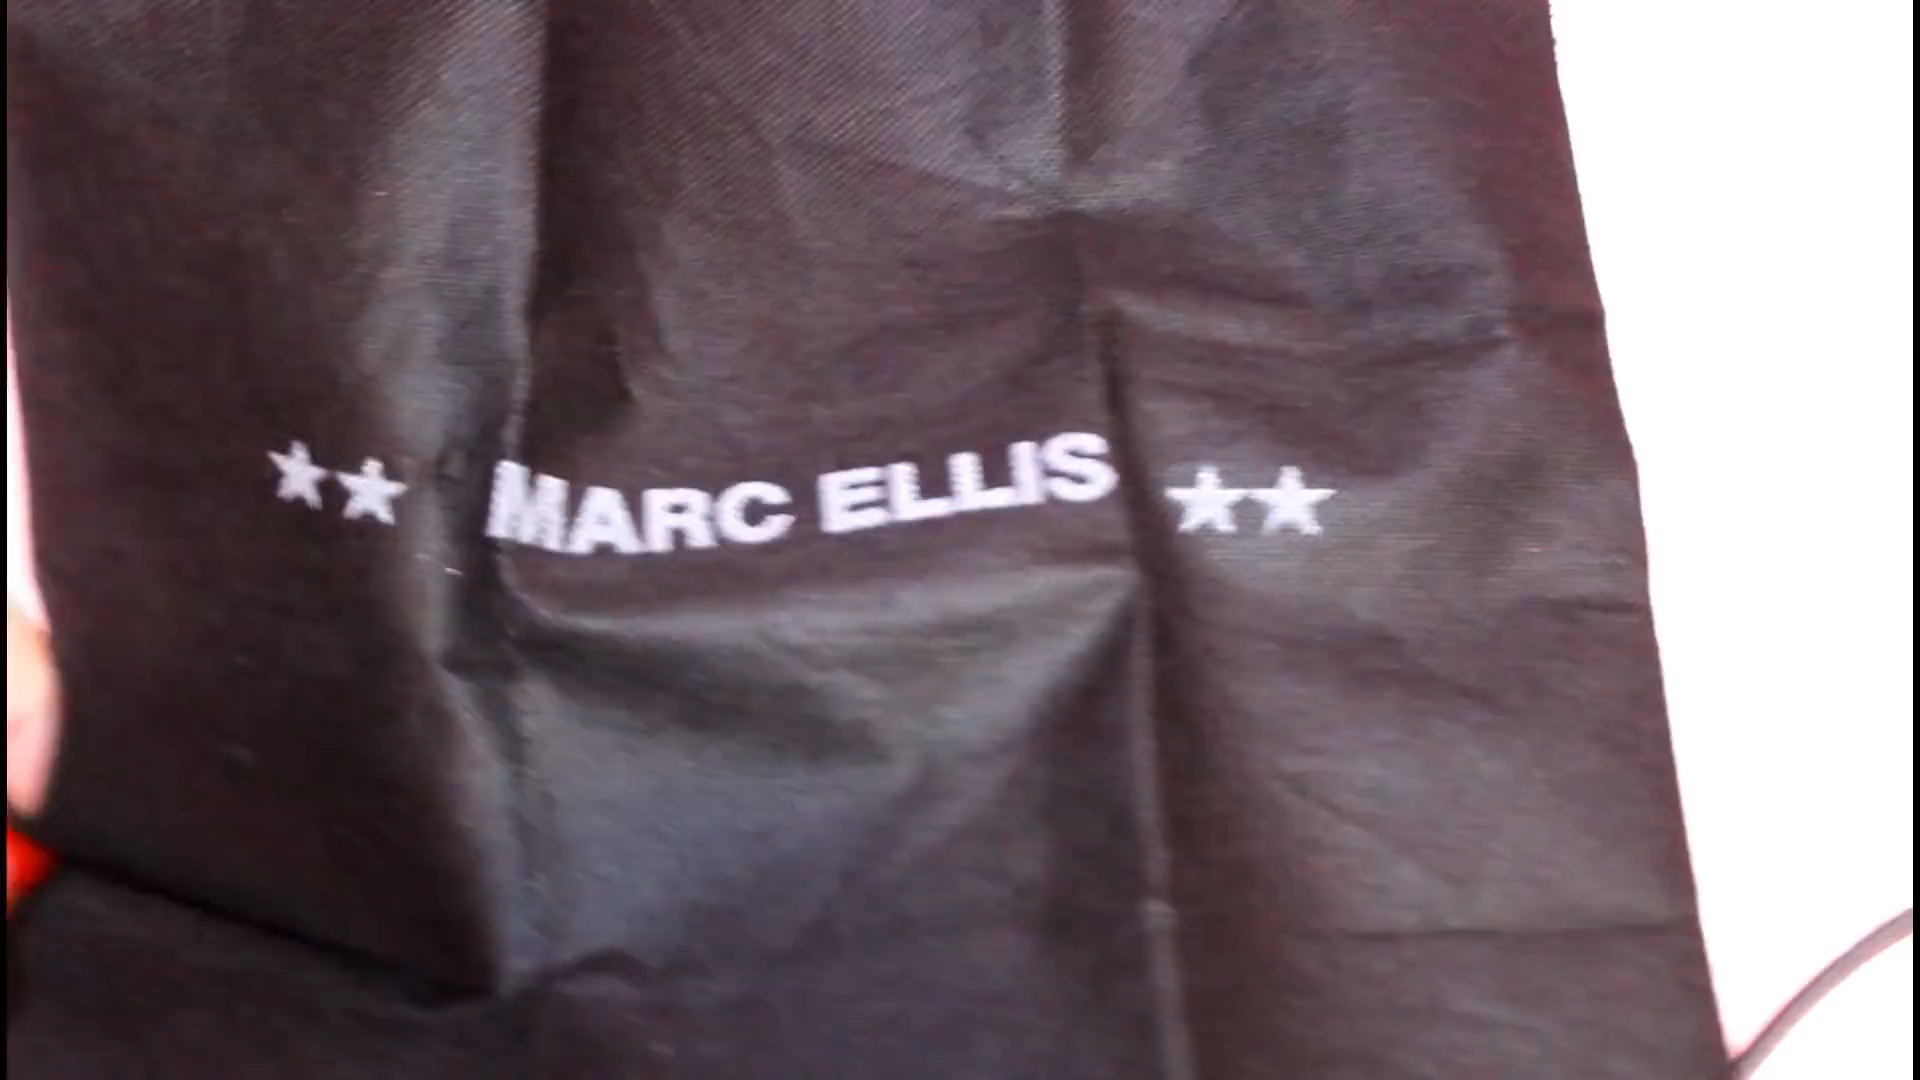 ★★ MARC ELLIS ★★